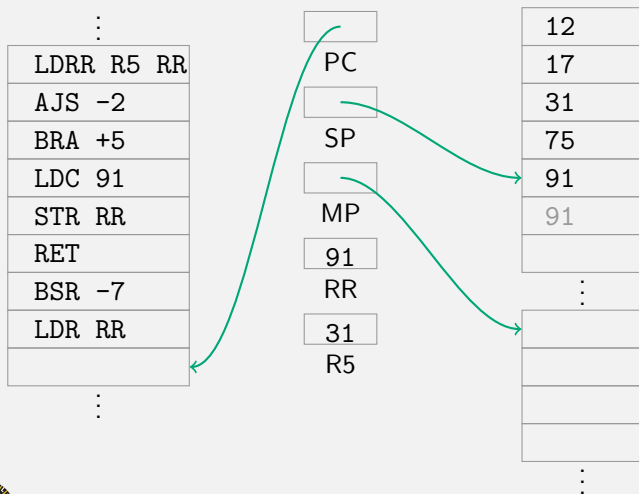 LDRR R5 RR
AJS -2
BRA +5
LDC 91
STR RR
RET
BSR -7
LDR RR
PC
SP
MP
91
RR
31
R5
12
17
31
75
91
91